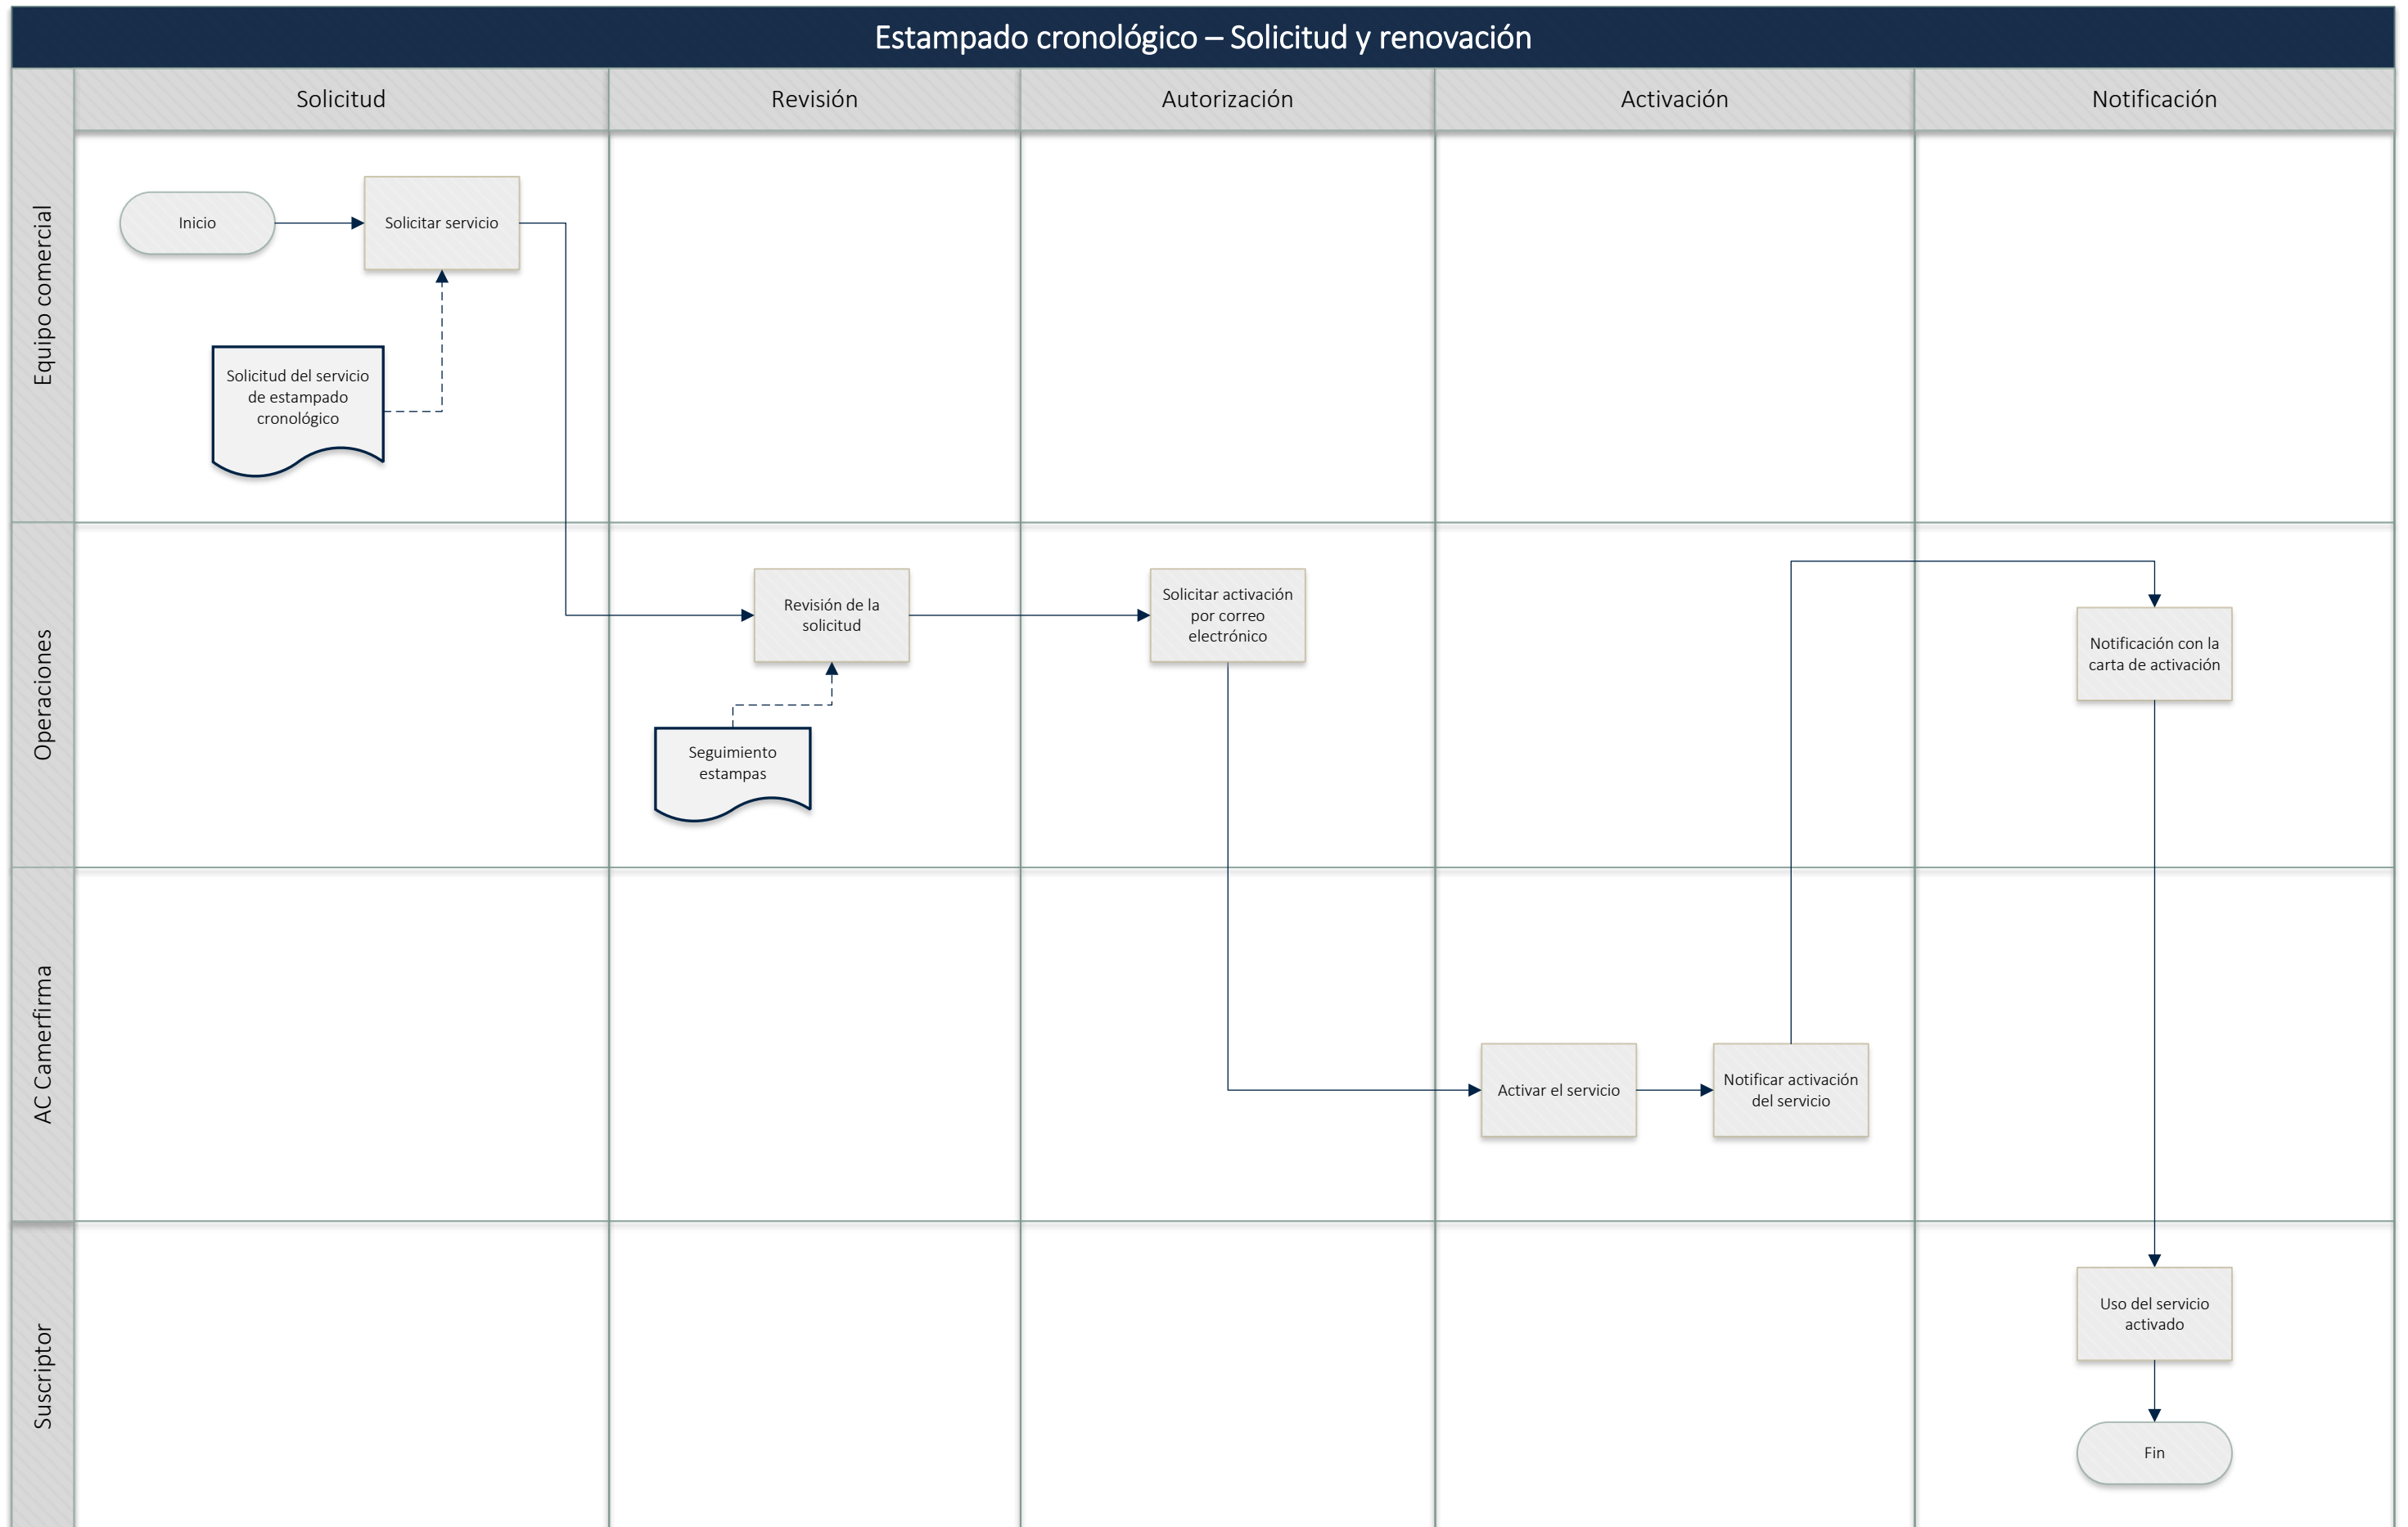 Estampado cronológico – Solicitud y renovación
Solicitud
Revisión
Autorización
Activación
Notificación
Equipo comercial
Inicio
Solicitar servicio
Solicitud del servicio
de estampado
cronológico
Operaciones
Revisión de la
solicitud
Seguimiento
estampas
Solicitar activación
por correo
electrónico
Notificación con la
carta de activación
AC Camerfirma
Activar el servicio
Notificar activación
del servicio
Suscriptor
Uso del servicio
activado
Fin